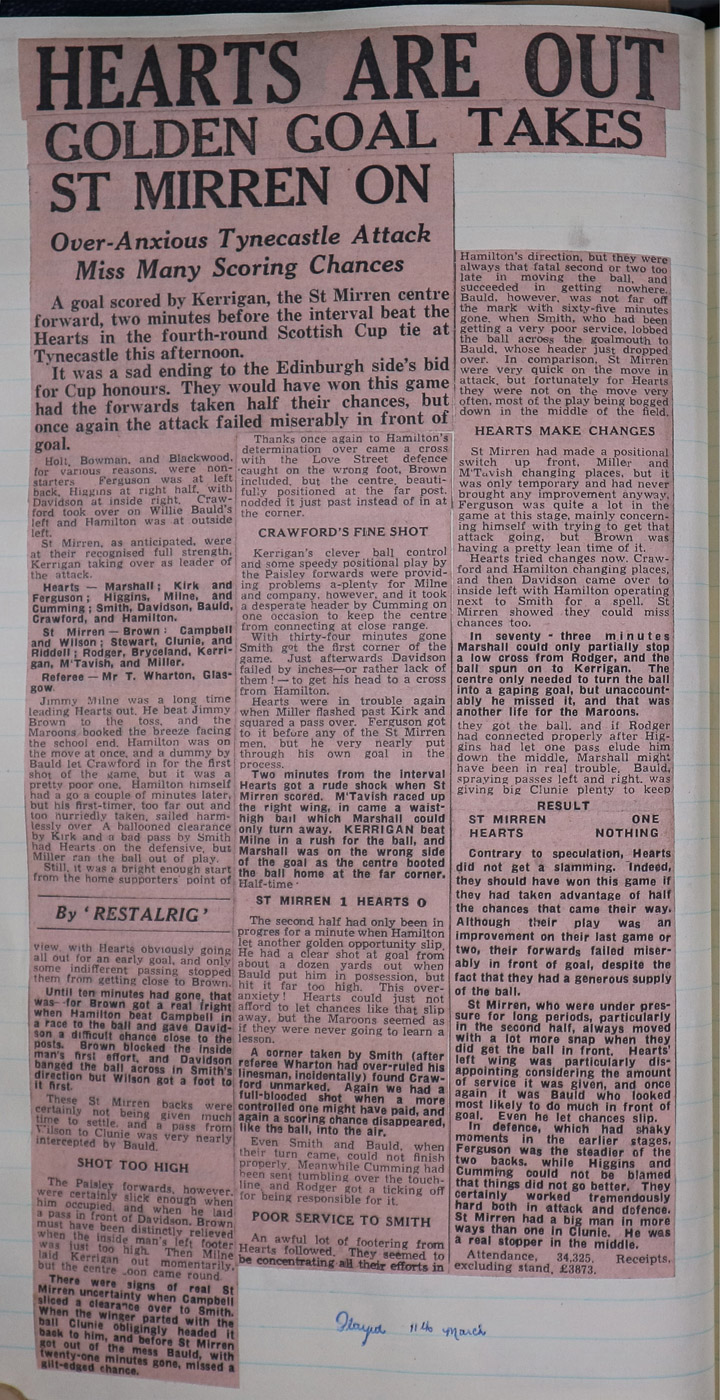 HEARTS ARE OUT
GOLDEN GOAL TAKES
ST MIRREN ON
Over-Anxious Tynecastle Attack
Miss Many Scoring Chances
A goal scored by Kerrigan, the St Mirren centre
forward, two minutes before the interval beat the
Hearts in the fourth-round Scottish Cup tie at
Tynecastle this afternoon.
It was a sad ending to the Edinburgh side's bid
for Cup honours. They would have won this game
had the forwards taken half their chances, but
once again the attack failed miserably in front of
goal.
Holt, Bowman, and Blackwood,
for various reasons, were non-
starters Ferguson was at left
back, Higgins at right half, with
Davidson at inside right. Craw-
ford took over on Willie Bauld's
left and Hamilton was at outside
left.
St Mirren, as anticipated, were
at their recognised full strength,
Kerrigan taking over as leader of
the attack.
Hearts — Marshall; Kirk and
Ferguson; Higgins, Milne, and
Cumming; Smith, Davidson, Bauld,
Crawford, and Hamilton.
St Mirren — Brown: Campbell
and Wilson; Stewart, Clunie, and
Riddell; Rodger, Bryceland, Kerri-
gan, M'Tavish, and Miller.
Referee — Mr T. Wharton, Glas-
gow
Jimmy Milne was a long time
leading Hearts out. He beat Jimmy
Brown to the toss, and the
Maroons booked the breeze facing
the school end. Hamilton was on
the move at once, and a dummy by
Bauld let Crawford in for the first
shot of the game, but it was a
pretty poor one, Hamilton himself
had a go a couple of minutes later,
but his first-timer, too far out and
too hurriedly taken, sailed harm-
lessly over A ballooned clearance
by Kirk and a bad pass by Smith
had Hearts on the defensive, but
Miller ran the ball out of play.
Still, it was a bright enough start
from the home supporters' point of
By 'RESTALRIG'
view, with Hearts obviously going
all out for an early goal, and only
some indifferent passing stopped
them from getting close to Brown.
Until ten minutes had gone, that
was—for Brown got a real fright
when Hamilton beat Campbell in
a race to the ball and gave David-
son a difficult chance close to the
posts. Brown blocked the inside
man's first effort, and Davidson
banged the ball across in Smith's
direction but Wilson got a foot to
it first.
These St Mirren backs were
certainly not being given much
time to settle, and a pass from
Wilson to Clunie was very nearly
intercepted by Bauld.
SHOT TOO HIGH
The Paisley forwards, however,
were certainly slick enough when
him occupied, and when he laid
a pass in front of Davidson. Brown
must have been distinctly relieved
when the inside man's left footer
was just too high. Then Milne
laid Kerrigan out momentarily,
but the centre soon came round.
There were signs of real St
Mirren uncertainty when Campbell
sliced a clearance over to Smith.
When the winger parted with the
ball Clunie obligingly headed it
back to him, and before St Mirren
got out of the mess Bauld, with
twenty-one minutes gone, missed a
gilt-edged chance.
Thanks once again to Hamilton's
determination over came a cross
with the Love Street defence
caught on the wrong foot, Brown
included, but the centre, beauti-
fully positioned at the far post,
nodded it just past instead of in at
the corner.
CRAWFORD'S FINE SHOT
Kerrigan's clever ball control
and some speedy positional play by
the Paisley forwards were provid-
ing problems a-plenty for Milne
and company, however, and it took
a desperate header by Cumming on
one occasion to keep the centre
from connecting at close range.
With thirty-four minutes gone
Smith got the first corner of the
game. Just afterwards Davidson
failed by inches—or rather lack of
them!—to get his head to a cross
from Hamilton.
Hearts were in trouble again
when Miller flashed past Kirk and
squared a pass over. Ferguson got
to it before any of the St Mirren
men, but he very nearly put
through his own goal in the
process.
Two minutes from the interval
Hearts got a rude shock when St
Mirren scored. M'Tavish raced up
the right wing, in came a waist-
high ball which Marshall could
only turn away. KERRIGAN beat
Milne in a rush for the ball, and
Marshall was on the wrong side
of the goal as the centre booted
the ball home at the far corner.
Half-time·
ST MIRREN 1 HEARTS 0
The second half had only been in
progres for a minute when Hamilton
let another golden opportunity slip.
He had a clear shot at goal from
about a dozen yards out when
Bauld put him in possession, but
hit it far too high. This over-
anxiety! Hearts could just not
afford to let chances like that slip
away, but the Maroons seemed as
if they were never going to learn a
lesson.
A corner taken by Smith (after
referee Wharton had over-ruled his
linesman, incidentally) found Craw-
ford unmarked. Again we had a
full-blooded shot when a more
controlled one might have paid, and
again a scoring chance disappeared,
like the ball, into the air.
Even Smith and Bauld, when
their turn came, could not finish
properly. Meanwhile Cumming had
been sent tumbling over the touch-
line, and Rodger got a ticking off
for being responsible for it.
POOR SERVICE TO SMITH
An awful lot of footering from
Hearts followed. They seemed to
be concentrating all their efforts in
Hamilton's direction, but they were
always that fatal second or two too
late in moving the ball, and
succeeded in getting nowhere.
Bauld, however, was not far off
the mark with sixty-five minutes
gone, when Smith, who had been
getting a very poor service, lobbed
the ball across the goalmouth to
Bauld, whose header just dropped
over. In comparison, St Mirren
were very quick on the move in
attack, but fortunately for Hearts
they were not on the move very
often, most of the play being bogged
down in the middle of the field.
HEARTS MAKE CHANGES
St Mirren had made a positional
switch up front, Miller and
M'Tavish changing places, but it
was only temporary and had never
brought any improvement anyway.
Ferguson was quite a lot in the
game at this stage, mainly concern-
ing himself with trying to get that
attack going, but Brown was
having a pretty lean time of it.
Hearts tried changes now. Craw-
ford and Hamilton changing places,
and then Davidson came over to
inside left with Hamilton operating
next to Smith for a spell. St
Mirren showed they could miss
chances too.
In seventy-three minutes
Marshall could only partially stop
a low cross from Rodger, and the
ball spun on to Kerrigan. The
centre only needed to turn the ball
into a gaping goal, but unaccount-
ably he missed it, and that was
another life for the Maroons.
they got the ball, and if Rodger
had connected properly after Hig-
gins had let one pass elude him
down the middle, Marshall might
have been in real trouble. Bauld,
spraying passes left and right, was
giving big Clunie plenty to keep
RESULT
ST MIRREN ONE
HEARTS NOTHING
Contrary to speculation, Hearts
did not get a slamming. Indeed,
they should have won this game if
they had taken advantage of half
the chances that came their way.
Although their play was an
improvement on their last game or
two, their forwards failed miser-
ably in front of goal, despite the
fact that they had a generous supply
of the ball.
St Mirren, who were under pres-
sure for long periods, particularly
in the second half, always moved
with a lot more snap when they
did get the ball in front. Hearts'
left wing was particularly dis-
appointing considering the amount
of service it was given, and once
again it was Bauld who looked
most likely to do much in front of
goal. Even he let chances slip.
In defence, which had shaky
moments in the earlier stages,
Ferguson was the steadier of the
two backs, while Higgins and
Cumming could not be blamed
that things did not go better. They
certainly worked tremendously
hard both in attack and defence.
St Mirren had a big man in more
ways than one in Clunie. He was
a real stopper in the middle.
Attendance, 34,325. Receipts,
excluding stand, £3873.
Played 11th March